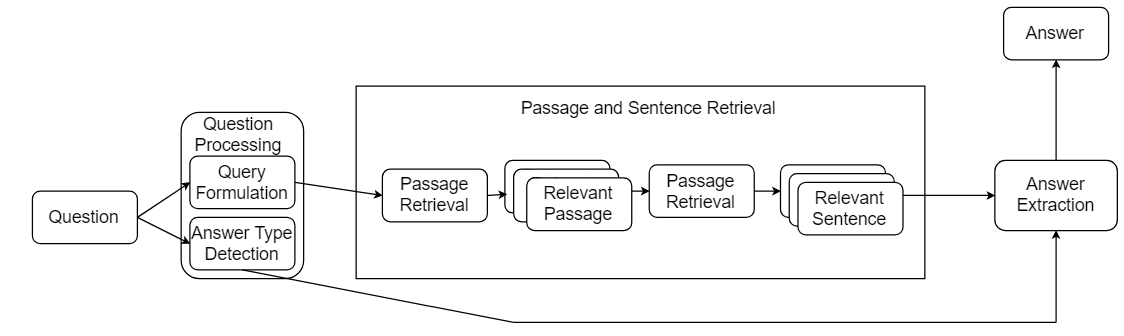 Question
Question
Processing
Query
Formulation
Answer Type
Detection
Passage and Sentence Retrieval
Passage
Retrieval
Relevant
Passage
Passage
Retrieval
Relevant
Sentence
Answer
Extraction
Answer